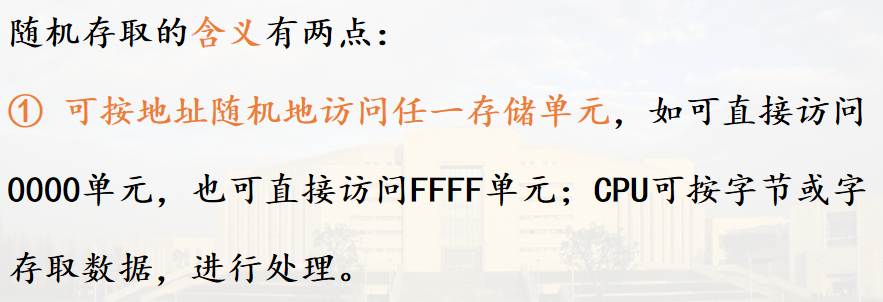 随机存取的含义有两点：
① 可按地址随机地访问任一存储单元，如可直接访问
0000单元，也可直接访问FFFF单元；CPU可按字节或字
存取数据，进行处理。